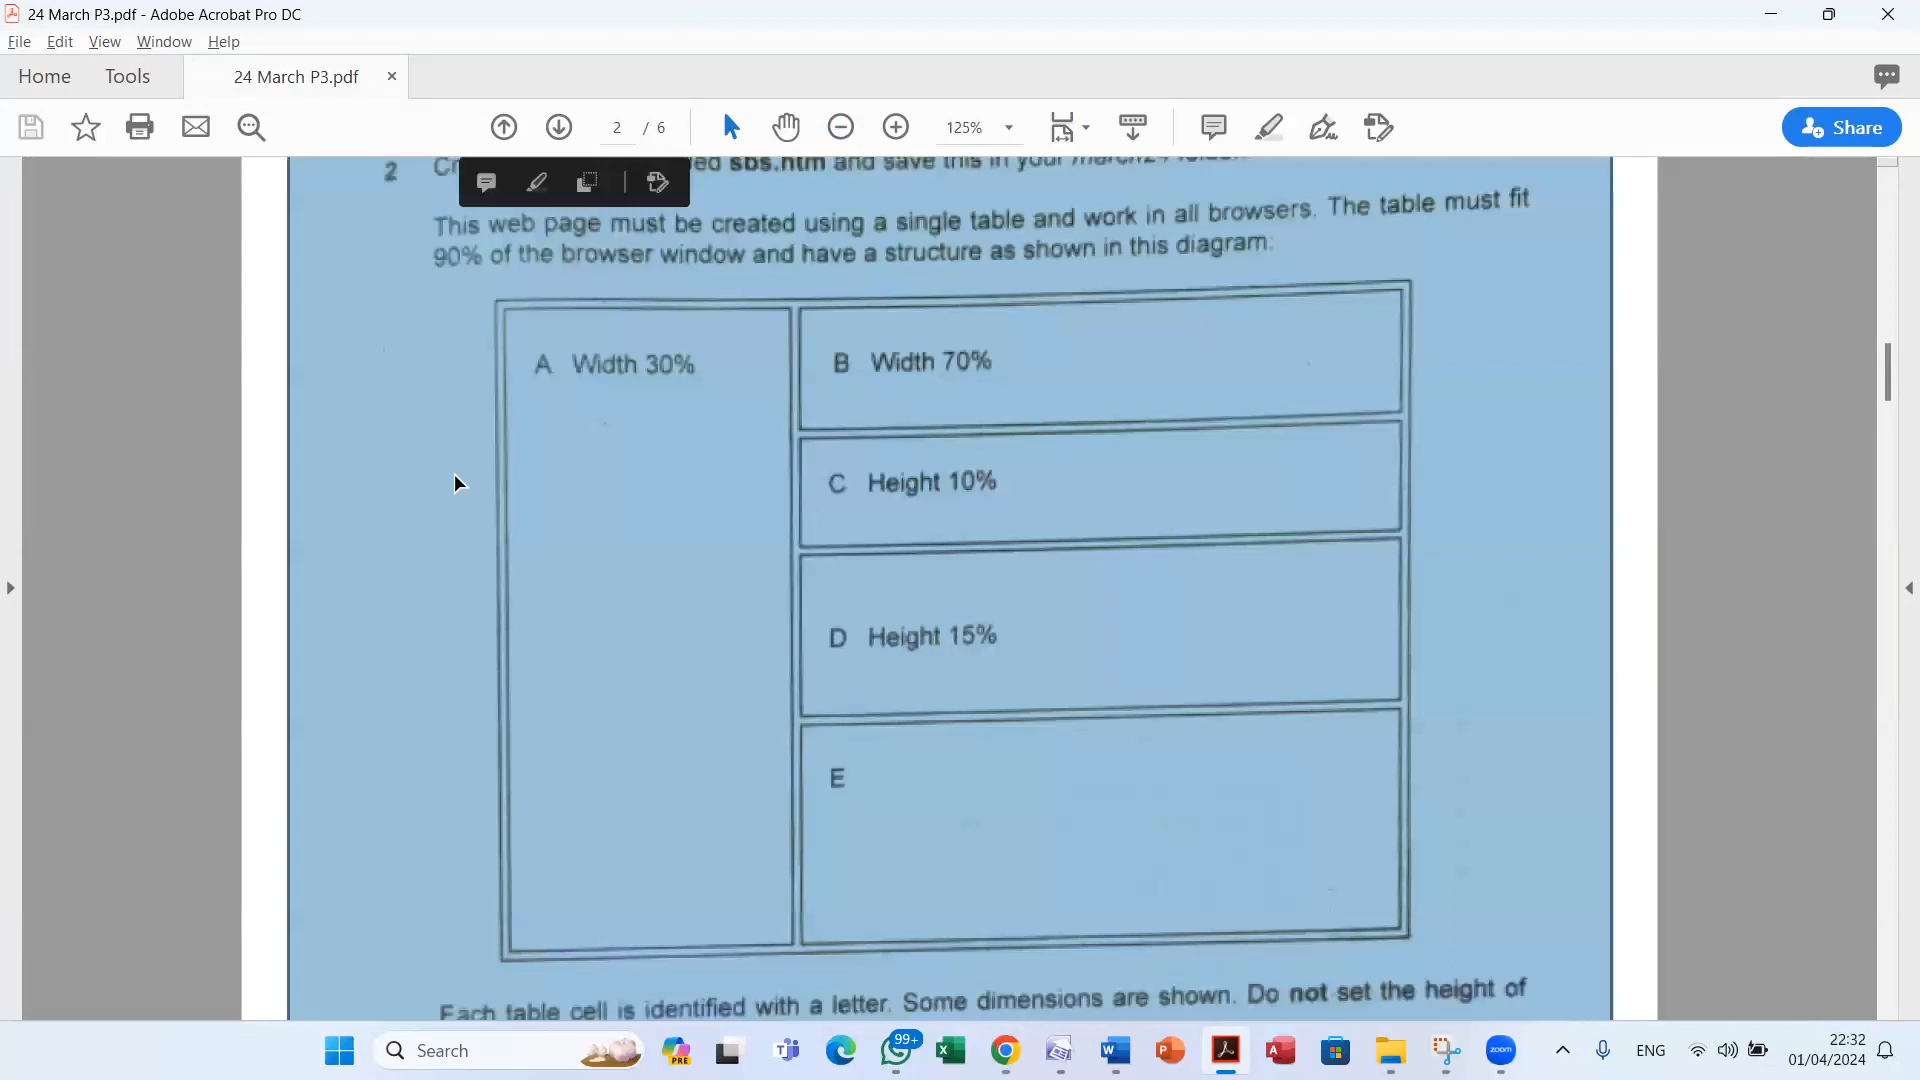 24 March P3.pdf - Adobe Acrobat Pro DC
File Edit View Window Help
Home Tools 24 March P3.pdf
2 / 6 125% Share
2 Cr ed sbs.htm and save this in your
This web page must be created using a single table and work in all browsers. The table must fit
90% of the browser window and have a structure as shown in this diagram:
A Width 30%
B Width 70%
C Height 10%
D Height 15%
E
Each table cell is identified with a letter. Some dimensions are shown. Do not set the height of
Search
PRE
99+
zoom
ENG
22:32
01/04/2024